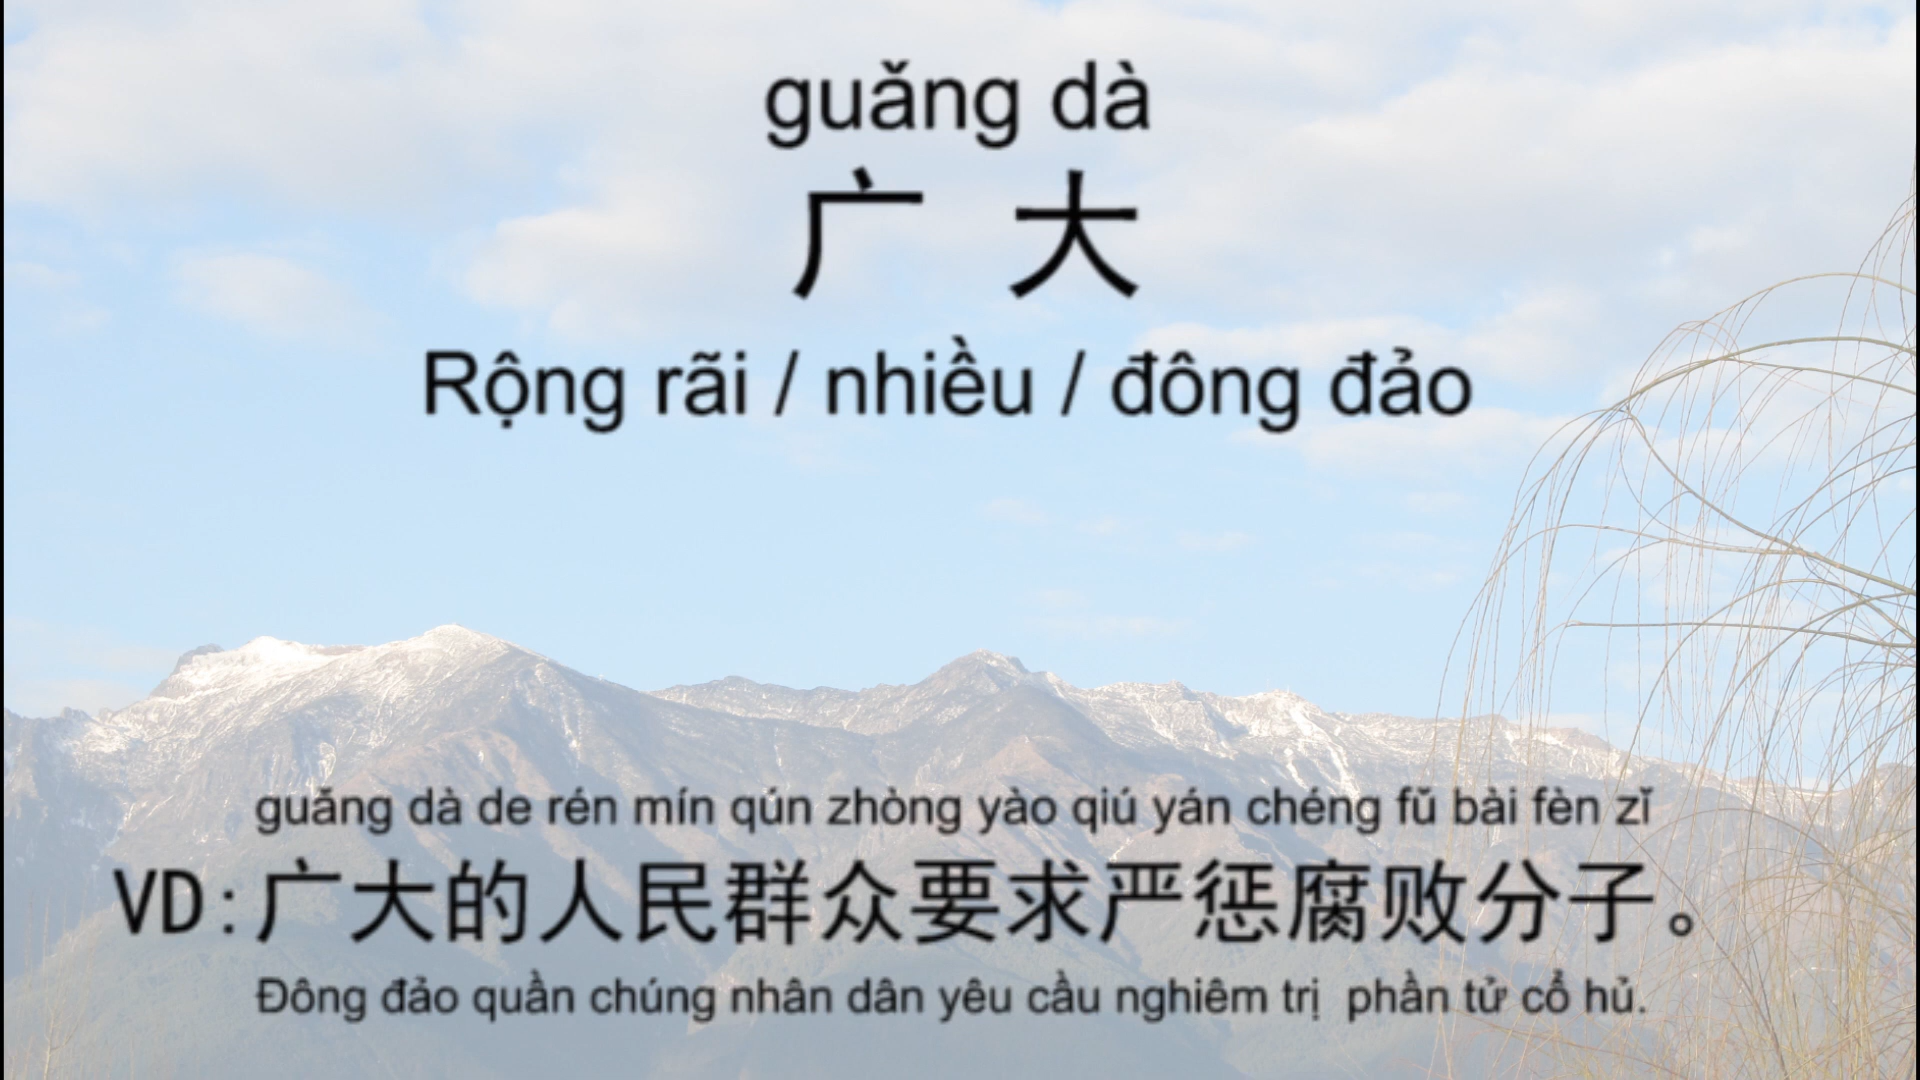 guǎng dà
广 大
Rộng rãi / nhiều / đông đảo
guǎng dà de rén mín qún zhòng yào qiú yán chéng fǔ bài fèn zǐ
VD:广大的人民群众要求严惩腐败分子。
Đông đảo quần chúng nhân dân yêu cầu nghiêm trị phần tử cổ hủ.